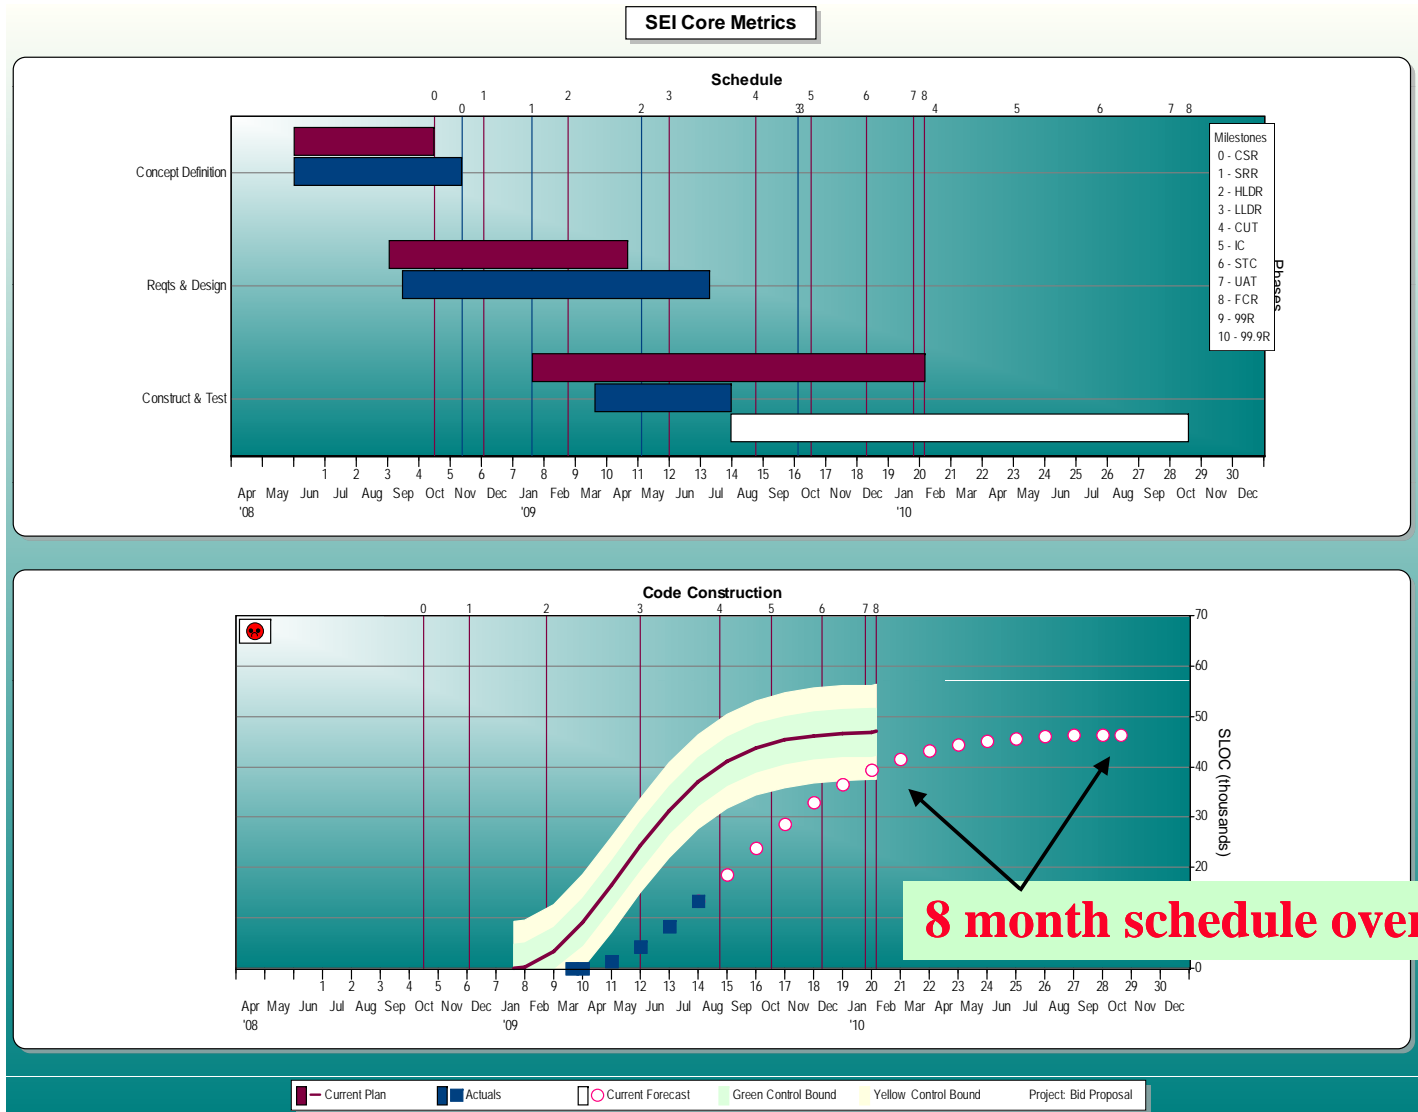 SEI Core Metrics
Schedule
0 1 2 3 4 5 6 7 8
0 1 2 3 3 4 5 6 7 8
Concept Definition
Reqts & Design
Construct & Test
Milestones
0 - CSR
1 - SRR
2 - HLDR
3 - LLDR
4 - CUT
5 - IC
6 - STC
7 - UAT
8 - FCR
9 - 99R
10 - 99.9R
Phases
1 2 3 4 5 6 7 8 9 10 11 12 13 14 15 16 17 18 19 20 21 22 23 24 25 26 27 28 29 30
Apr May Jun Jul Aug Sep Oct Nov Dec Jan Feb Mar Apr May Jun Jul Aug Sep Oct Nov Dec Jan Feb Mar Apr May Jun Jul Aug Sep Oct Nov Dec
'08 '09 '10
Code Construction
0 1 2 3 4 5 6 7 8
70
60
50
40
30
20
0
SLOC (thousands)
8 month schedule over
1 2 3 4 5 6 7 8 9 10 11 12 13 14 15 16 17 18 19 20 21 22 23 24 25 26 27 28 29 30
Apr May Jun Jul Aug Sep Oct Nov Dec Jan Feb Mar Apr May Jun Jul Aug Sep Oct Nov Dec Jan Feb Mar Apr May Jun Jul Aug Sep Oct Nov Dec
'08 '09 '10
Current Plan Actuals Current Forecast Green Control Bound Yellow Control Bound Project: Bid Proposal